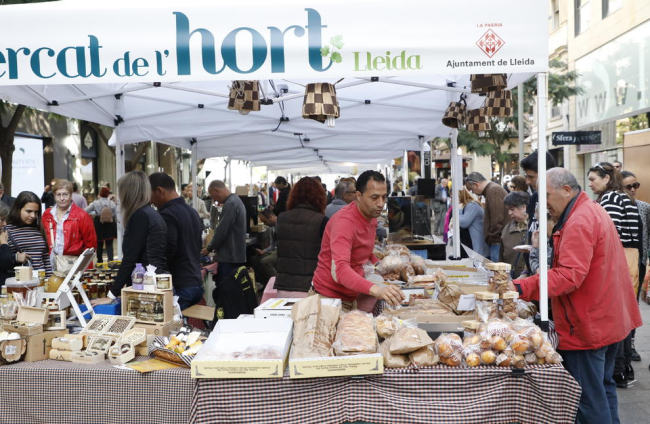 ercat de l'hort Lleida
LA PAERIA
Ajuntament de Lleida